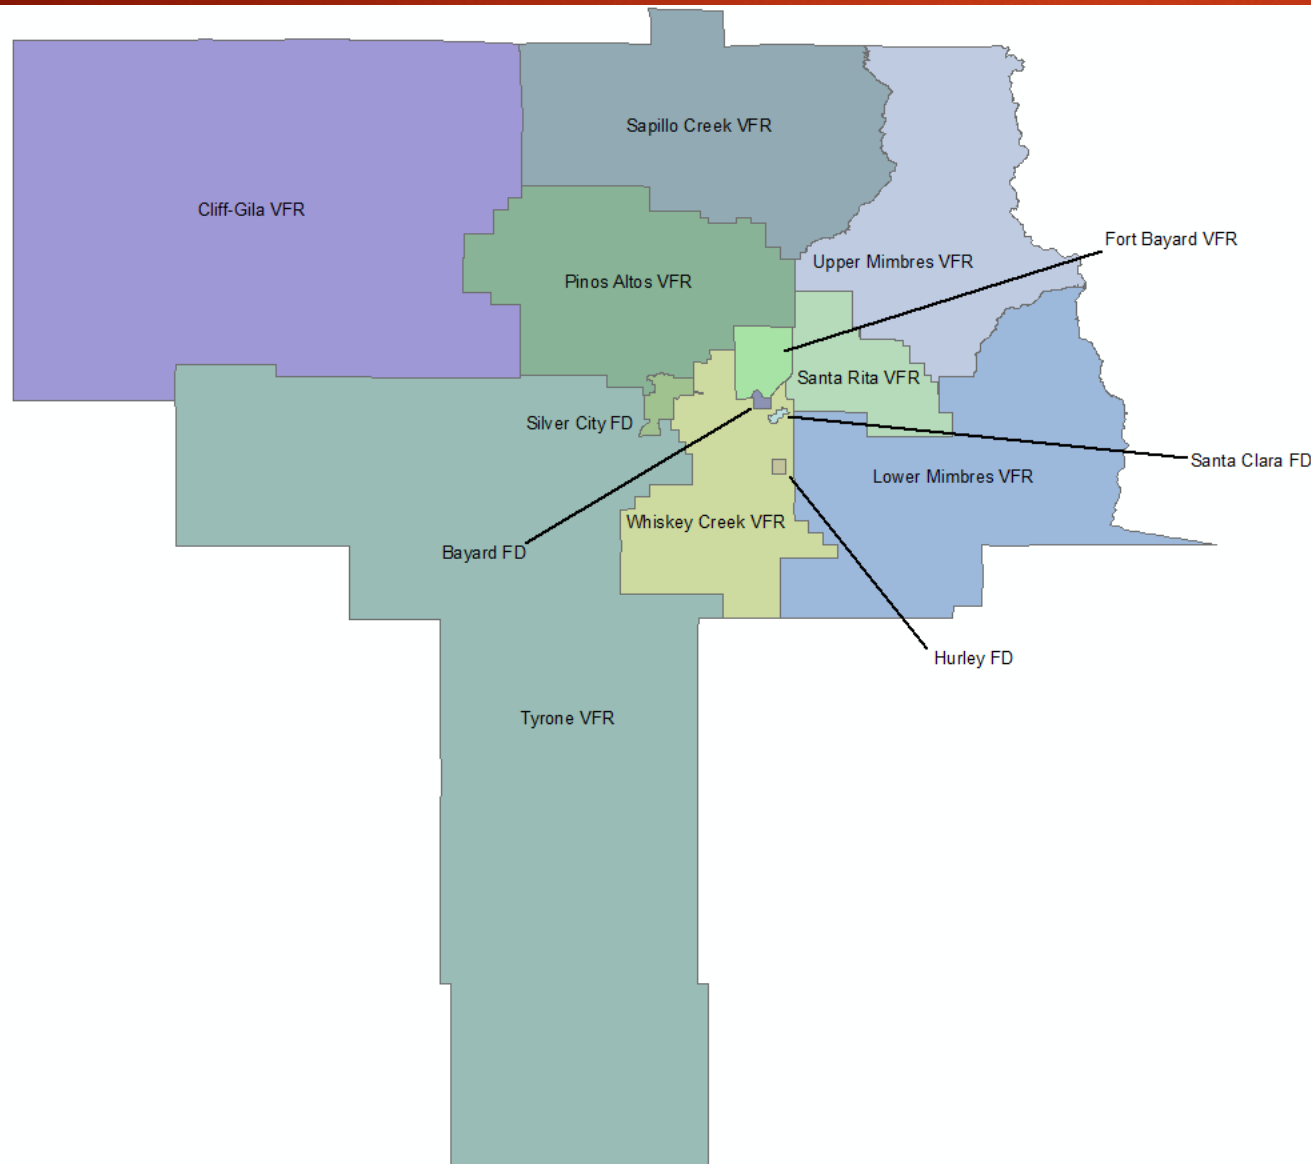 Sapillo Creek VFR
Cliff-Gila VFR
Fort Bayard VFR
Upper Mimbres VFR
Pinos Altos VFR
Santa Rita VFR
Silver City FD
Santa Clara FD
Lower Mimbres VFR
Whiskey Creek VFR
Bayard FD
Hurley FD
Tyrone VFR